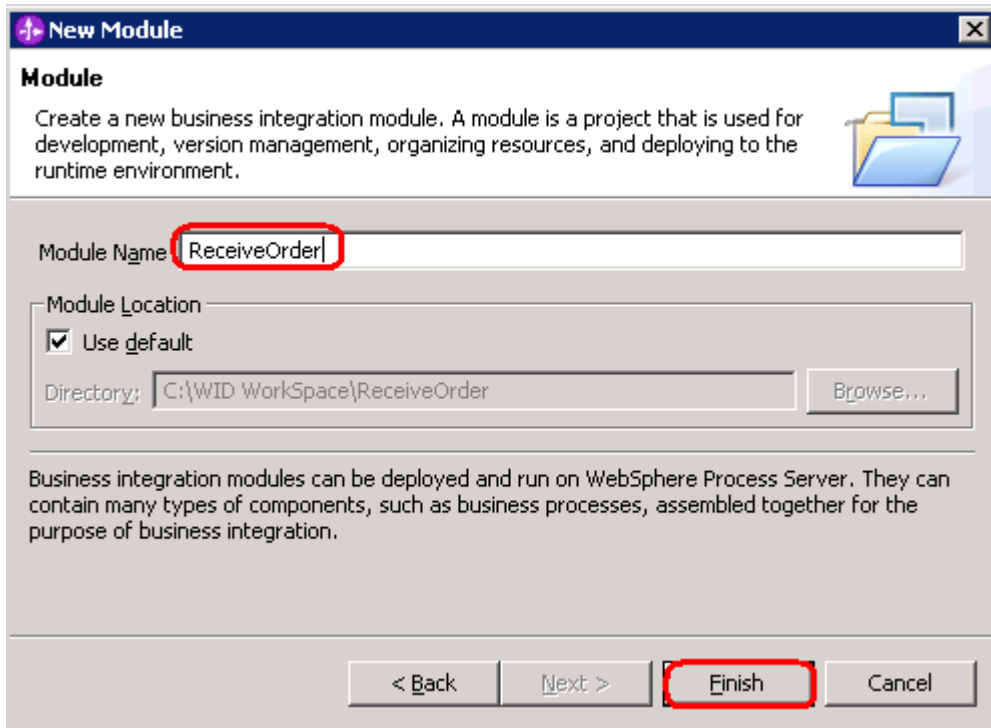 New Module
Module
Create a new business integration module. A module is a project that is used for
development, version management, organizing resources, and deploying to the
runtime environment.
Module Name ReceiveOrder
Module Location
Use default
Directory: C:\WID WorkSpace\ReceiveOrder Browse...
Business integration modules can be deployed and run on WebSphere Process Server. They can
contain many types of components, such as business processes, assembled together for the
purpose of business integration.
< Back Next > Finish Cancel